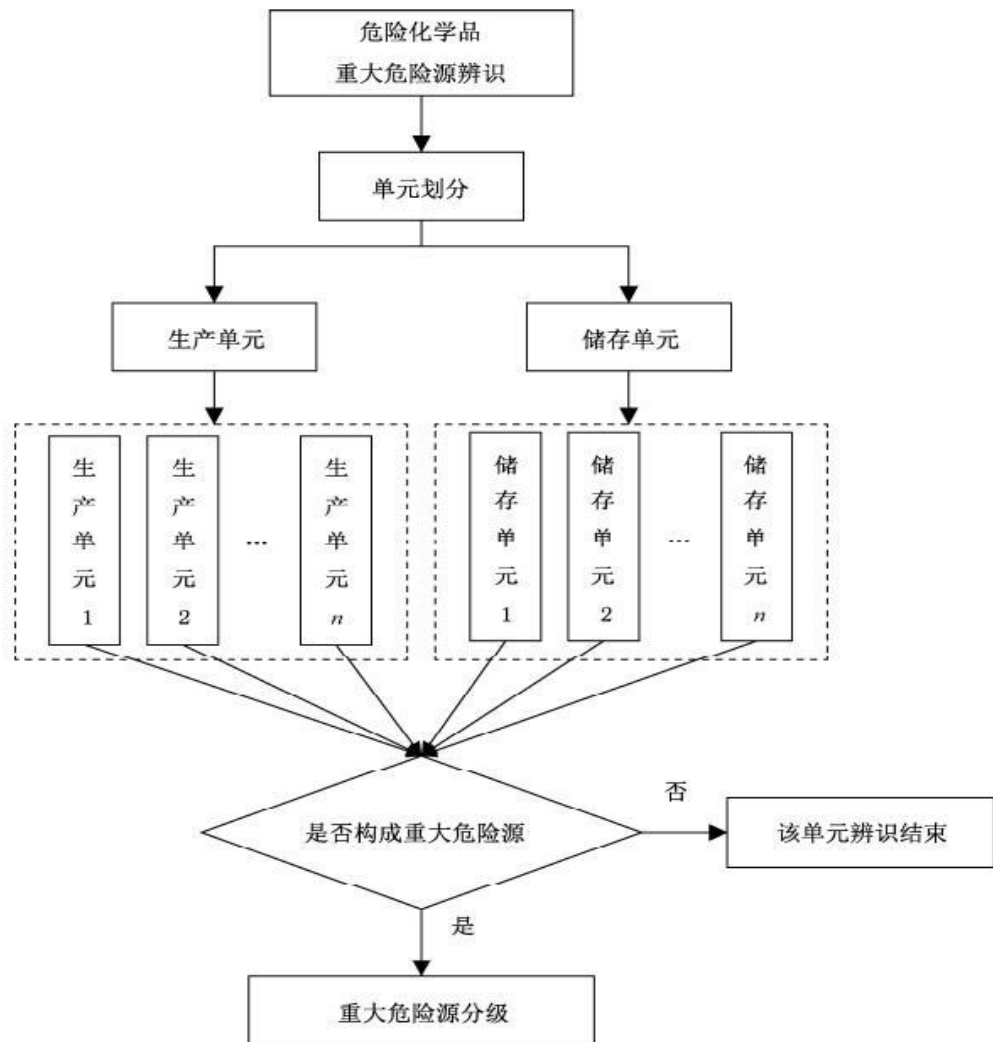 危险化学品
重大危险源辨识
单元划分
生产单元
储存单元
生产单元1
生产单元2
…
生产单元n
储存单元1
储存单元2
…
储存单元n
是否构成重大危险源
否
该单元辨识结束
是
重大危险源分级